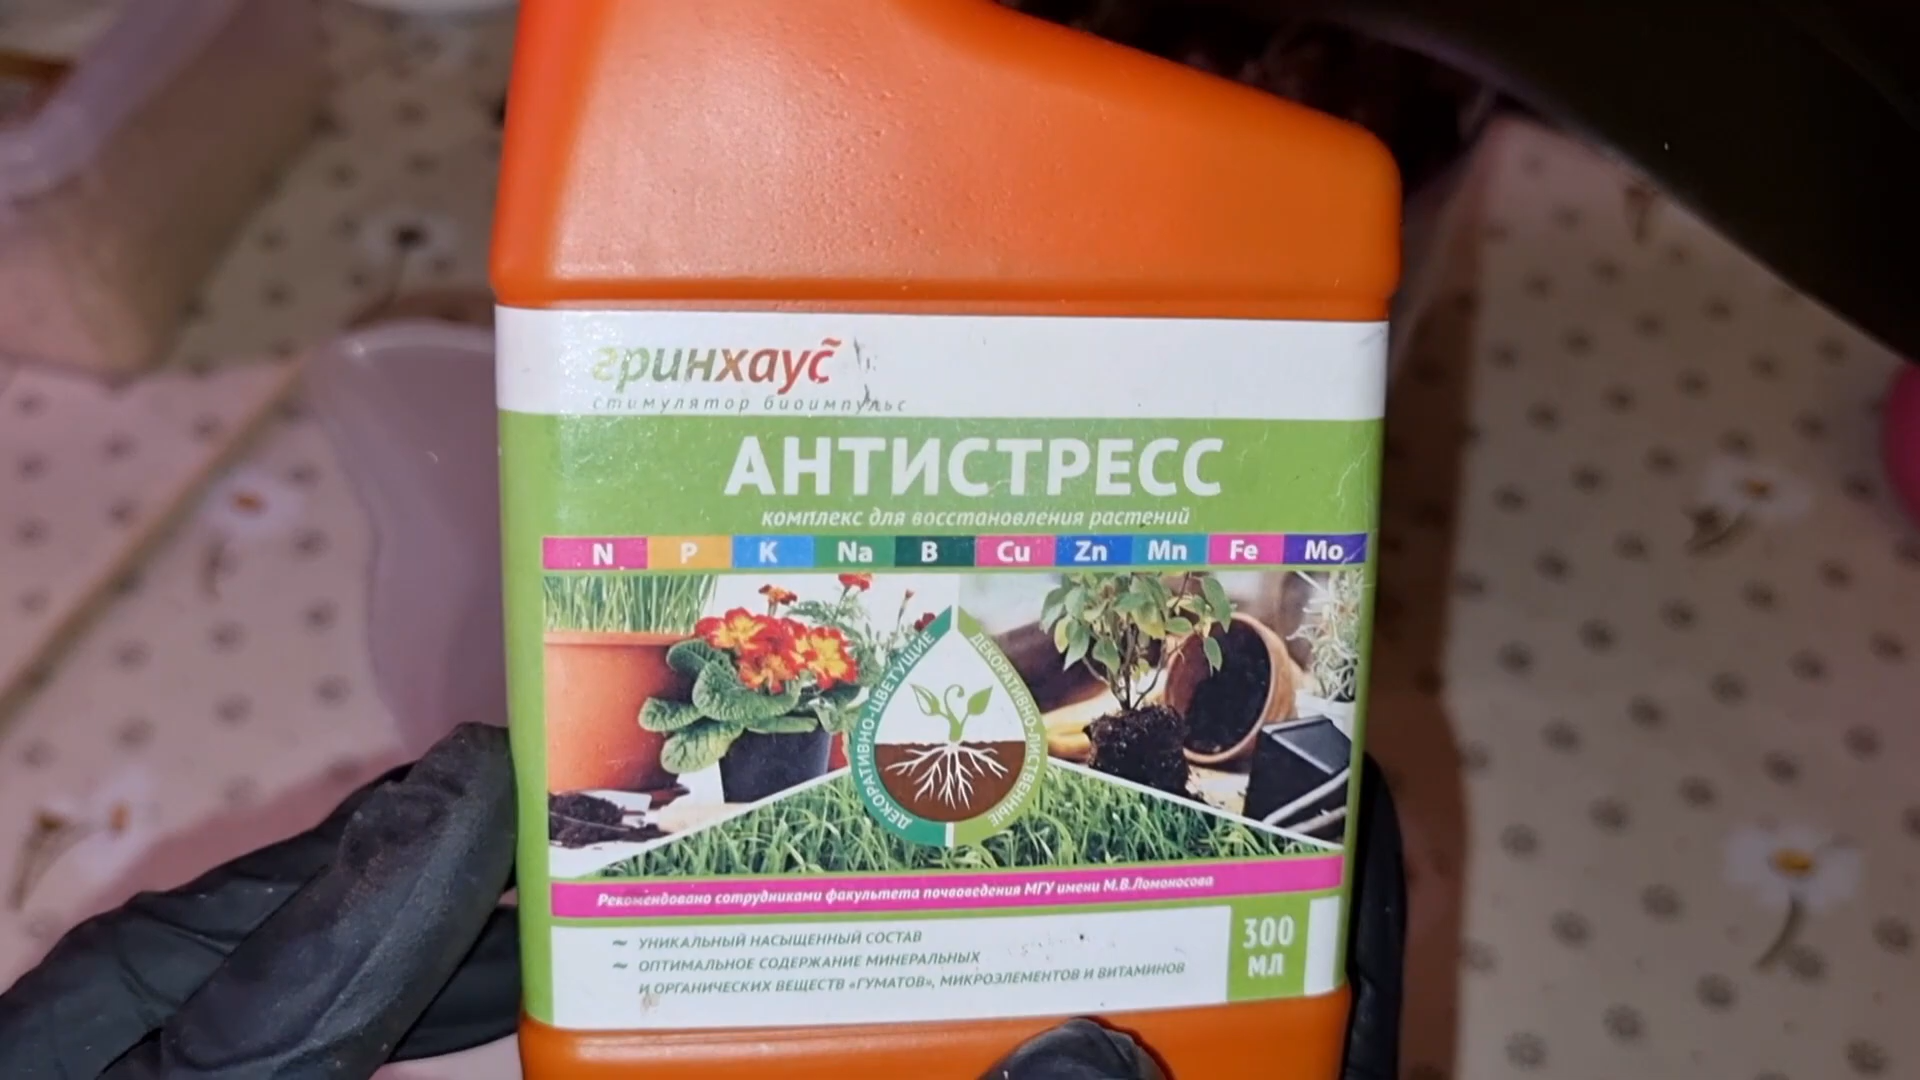 гринхаус
стимулятор биоимпульс
АНТИСТРЕСС
комплекс для восстановления растений
N P K Na B Cu Zn Mn Fe Mo
ДЕКОРАТИВНО-ЦВЕТУЩИЕ
ДЕКОРАТИВНО-ЛИСТВЕННЫЕ
Рекомендовано сотрудниками факультета почвоведения МГУ имени М.В.Ломоносова
~ УНИКАЛЬНЫЙ НАСЫЩЕННЫЙ СОСТАВ
~ ОПТИМАЛЬНОЕ СОДЕРЖАНИЕ МИНЕРАЛЬНЫХ
И ОРГАНИЧЕСКИХ ВЕЩЕСТВ «ГУМАТОВ», МИКРОЭЛЕМЕНТОВ И ВИТАМИНОВ
300
МЛ